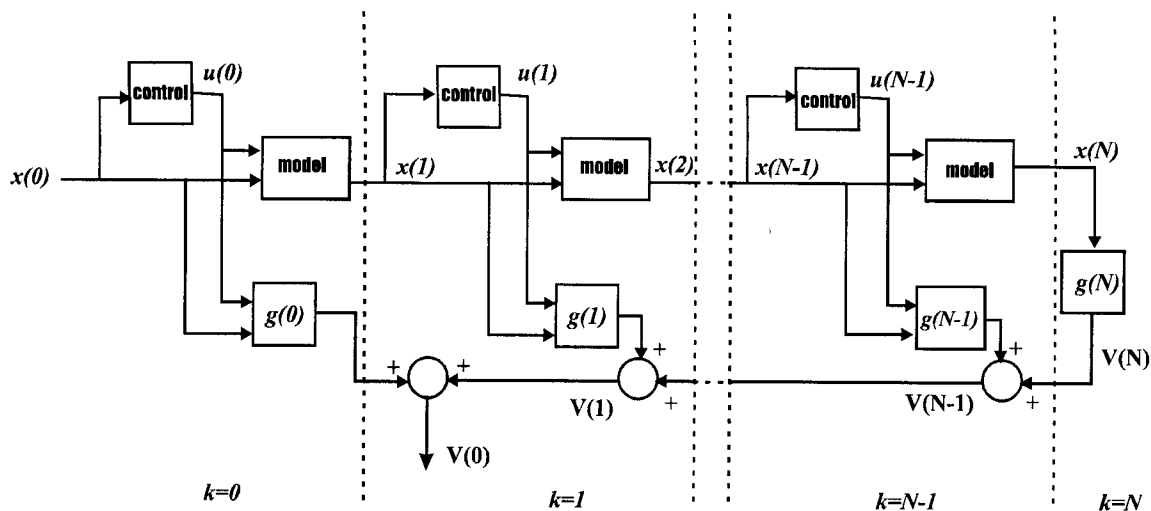 u(0)
control
u(1)
control
u(N-1)
control
x(0)
model
x(1)
model
x(2)
x(N-1)
model
x(N)
g(0)
g(1)
g(N-1)
g(N)
+
+
+
+
+
+
V(0)
V(1)
V(N-1)
V(N)
k=0
k=1
k=N-1
k=N